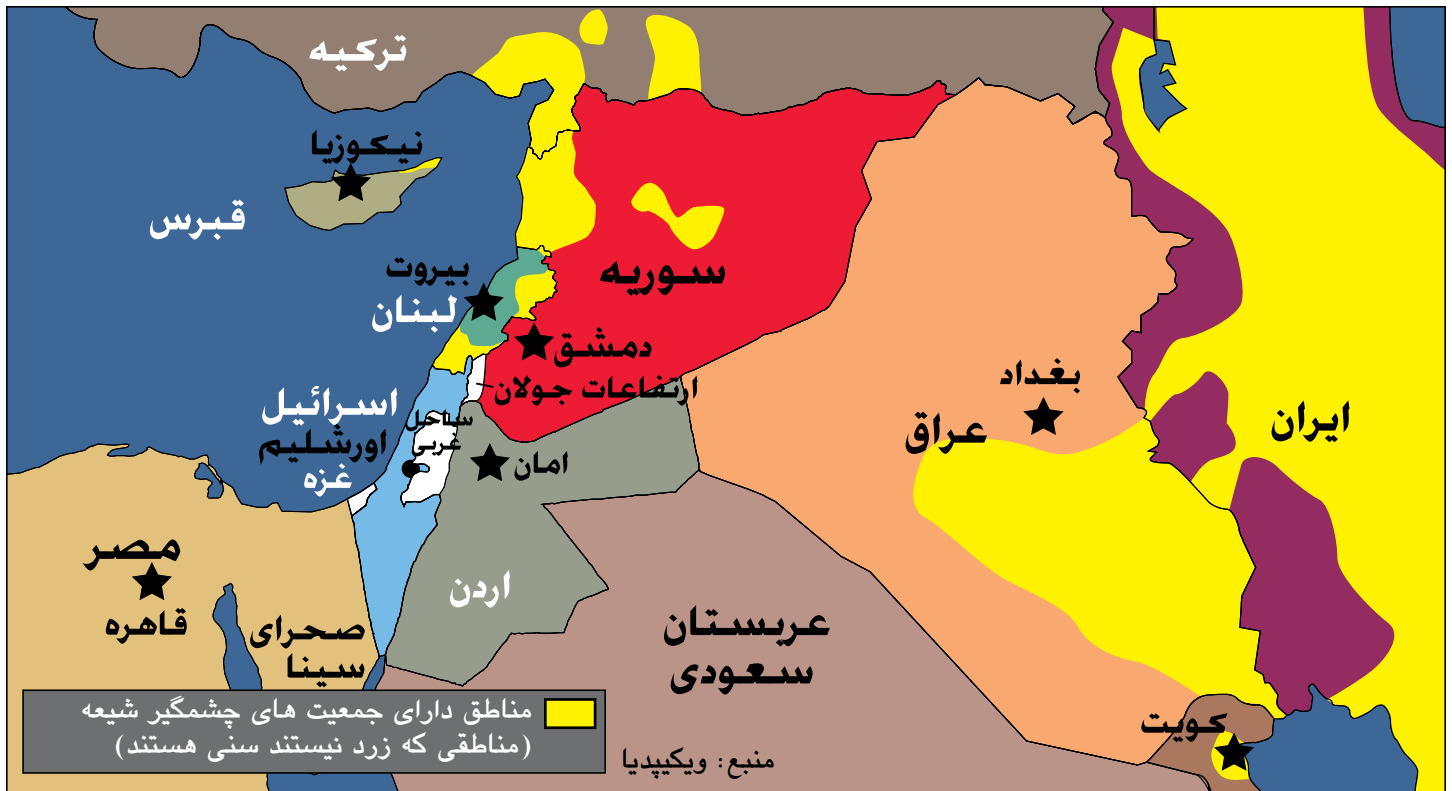 ترکیه
نیکوزیا
قبرس
بیروت
لبنان
سوریه
دمشق
ارتفاعات جولان
اسرائیل
ساحل
غربی
اورشلیم
غزه
امان
بغداد
عراق
ایران
مصر
قاهره
اردن
صحرای
سینا
عربستان
سعودی
کویت
مناطق دارای جمعیت های چشمگیر شیعه
(مناطقی که زرد نیستند سنی هستند)
منبع: ویکیپدیا